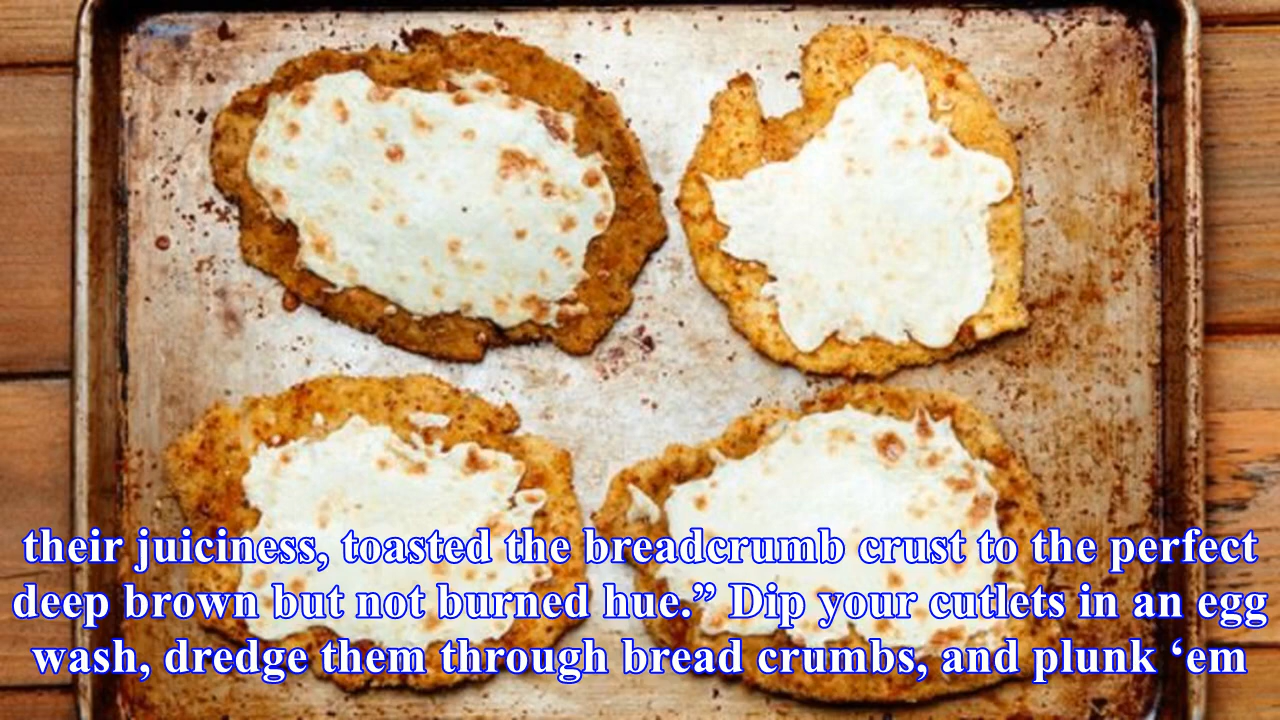 their juiciness, toasted the breadcrumb crust to the perfect
deep brown but not burned hue.” Dip your cutlets in an egg
wash, dredge them through bread crumbs, and plunk ‘em